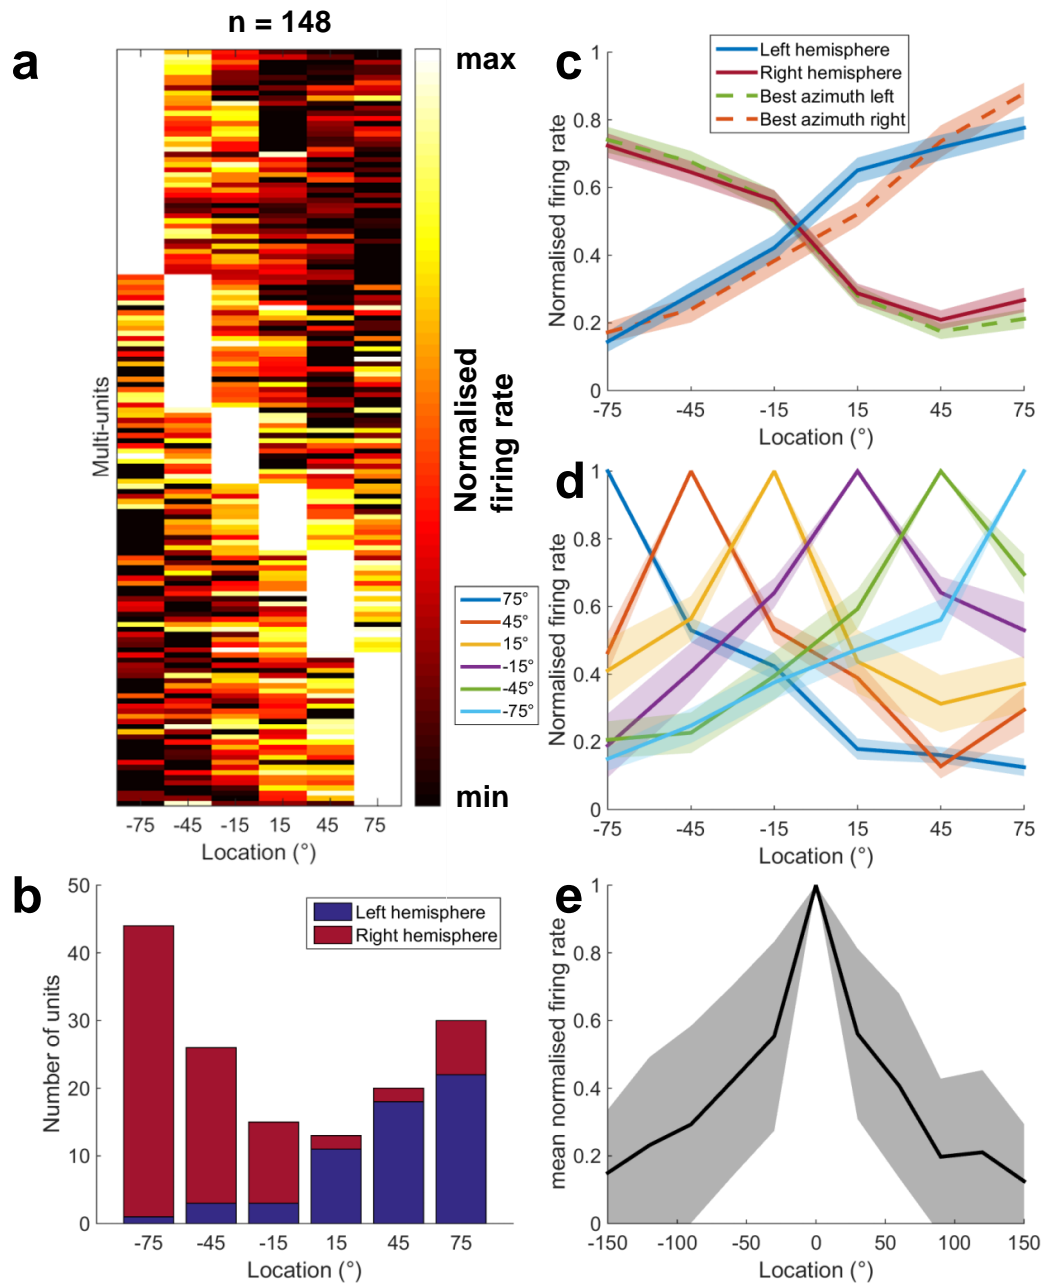 n = 148
a
max
Normalised
firing rate
min
Multi-units
-75 -45 -15 15 45 75
Location (°)
75°
45°
15°
-15°
-45°
-75°
b
50
40
30
20
10
0
Number of units
Left hemisphere
Right hemisphere
-75 -45 -15 15 45 75
Location (°)
c
1
0.8
0.6
0.4
0.2
0
Normalised firing rate
Left hemisphere
Right hemisphere
Best azimuth left
Best azimuth right
-75 -45 -15 15 45 75
Location (°)
d
1
0.8
0.6
0.4
0.2
0
Normalised firing rate
-75 -45 -15 15 45 75
Location (°)
e
1
0.8
0.6
0.4
0.2
0
mean normalised firing rate
-150 -100 -50 0 50 100 150
Location (°)